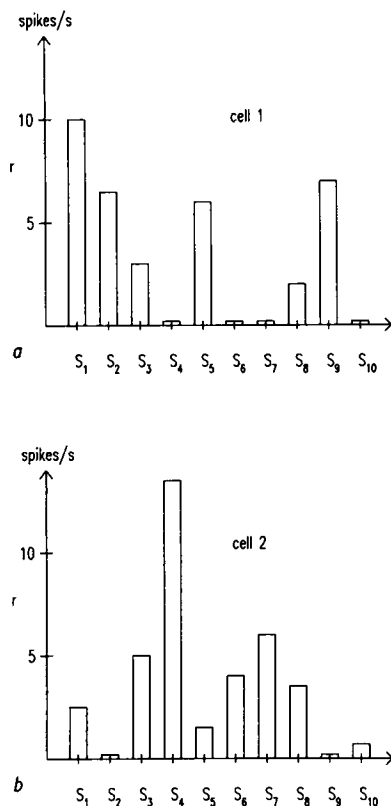 spikes/s
10
cell 1
r
5
a
S₁ S₂ S₃ S₄ S₅ S₆ S₇ S₈ S₉ S₁₀
spikes/s
10
cell 2
r
5
b
S₁ S₂ S₃ S₄ S₅ S₆ S₇ S₈ S₉ S₁₀